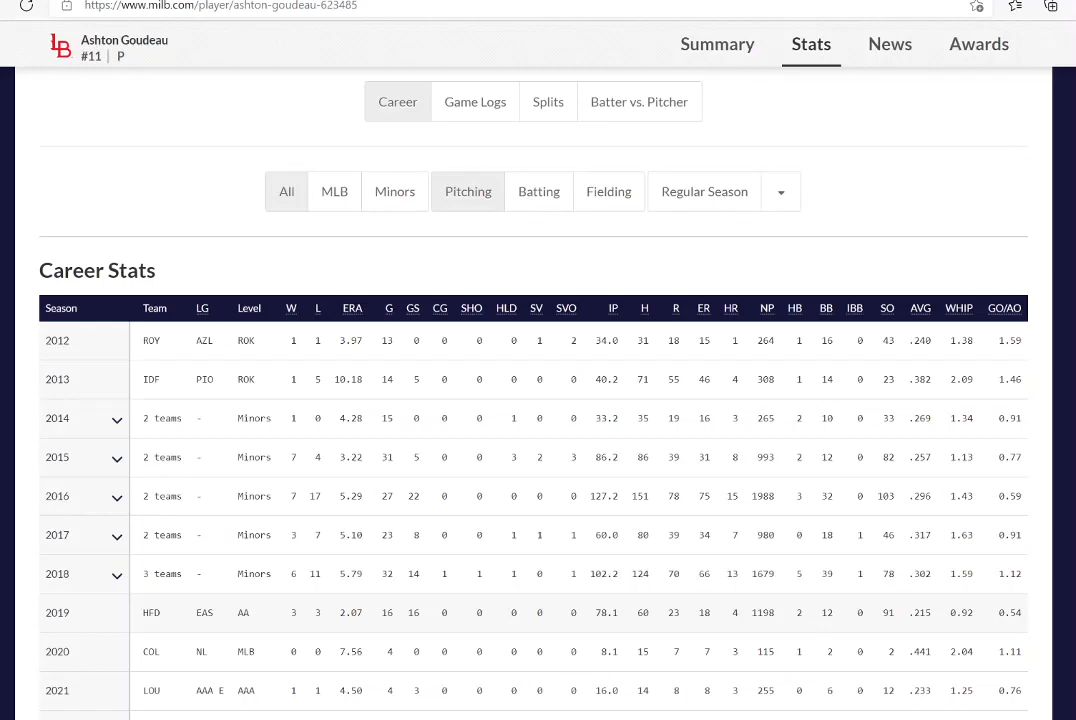 https://www.milb.com/player/ashton-goudeau-623485
LB
Ashton Goudeau
#11 | P
Summary Stats News Awards
Career Game Logs Splits Batter vs. Pitcher
All MLB Minors Pitching Batting Fielding Regular Season
Career Stats
Season Team LG Level W L ERA G GS CG SHO HLD SV SVO IP H R ER HR NP HB BB IBB SO AVG WHIP GO/AO
2012 ROY AZL ROK 1 1 3.97 13 0 0 0 0 1 2 34.0 31 18 15 1 264 1 16 0 43 .240 1.38 1.59
2013 IDF PIO ROK 1 5 10.18 14 5 0 0 0 0 0 40.2 71 55 46 4 308 1 14 0 23 .382 2.09 1.46
2014 2 teams - Minors 1 0 4.28 15 0 0 0 1 0 0 33.2 35 19 16 3 265 2 10 0 33 .269 1.34 0.91
2015 2 teams - Minors 7 4 3.22 31 5 0 0 3 2 3 86.2 86 39 31 8 993 2 12 0 82 .257 1.13 0.77
2016 2 teams - Minors 7 17 5.29 27 22 0 0 0 0 0 127.2 151 78 75 15 1988 3 32 0 103 .296 1.43 0.59
2017 2 teams - Minors 3 7 5.10 23 8 0 0 1 1 1 60.0 80 39 34 7 980 0 18 1 46 .317 1.63 0.91
2018 3 teams - Minors 6 11 5.79 32 14 1 1 1 0 1 102.2 124 70 66 13 1679 5 39 1 78 .302 1.59 1.12
2019 HFD EAS AA 3 3 2.07 16 16 0 0 0 0 0 78.1 60 23 18 4 1198 2 12 0 91 .215 0.92 0.54
2020 COL NL MLB 0 0 7.56 4 0 0 0 0 0 0 8.1 15 7 7 3 115 1 2 0 2 .441 2.04 1.11
2021 LOU AAA E AAA 1 1 4.50 4 3 0 0 0 0 0 16.0 14 8 8 3 255 0 6 0 12 .233 1.25 0.76